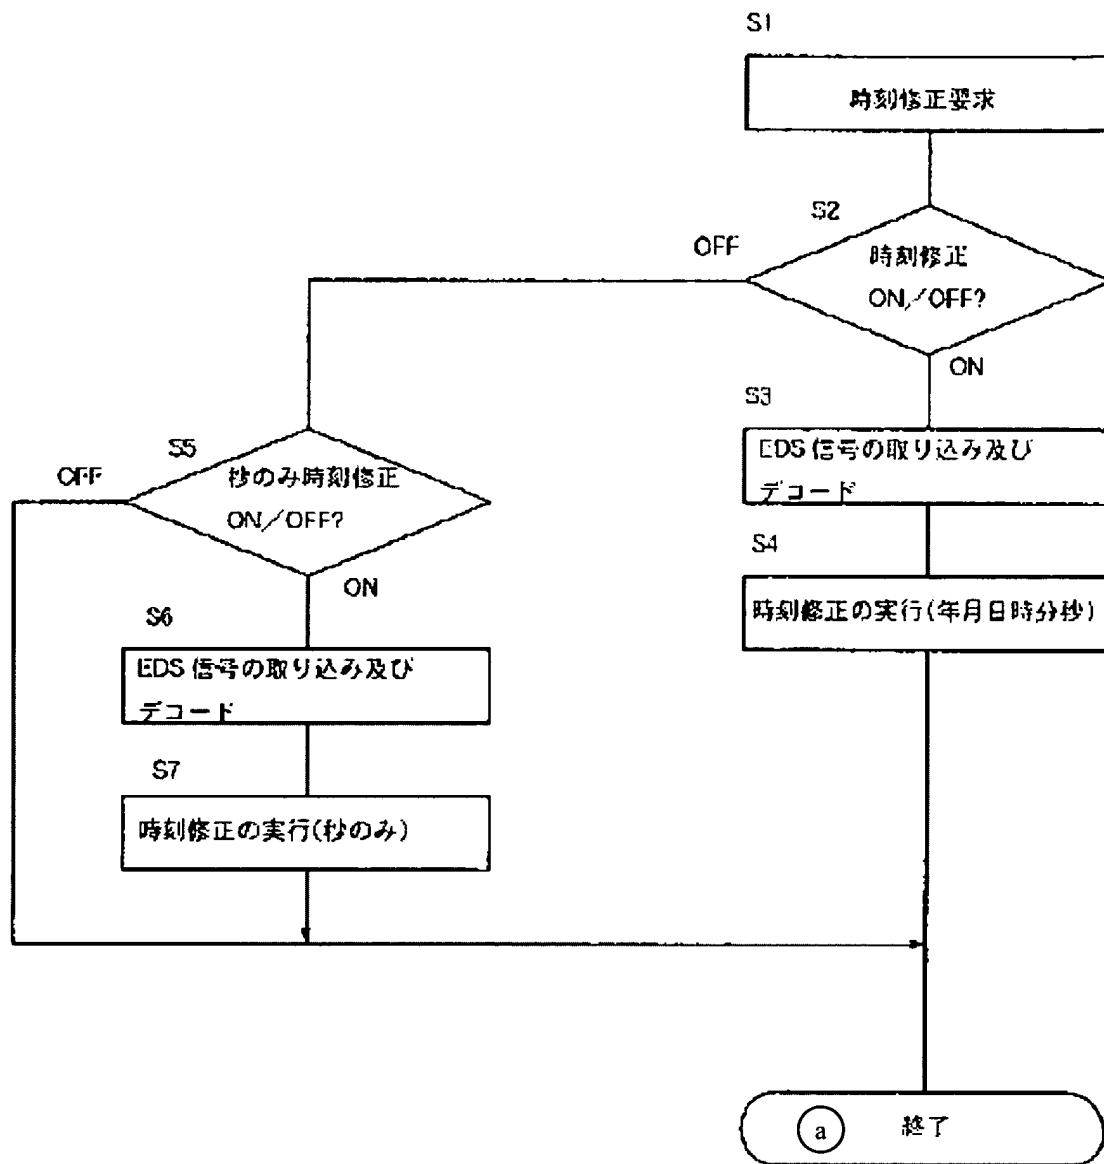 S1
時刻修正要求
S2
時刻修正
ON/OFF?
OFF
ON
S3
EDS 信号の取り込み及び
デコード
S4
時刻修正の実行(年月日時分秒)
S5
秒のみ時刻修正
ON/OFF?
OFF
ON
S6
EDS 信号の取り込み及び
デコード
S7
時刻修正の実行(秒のみ)
a 終了